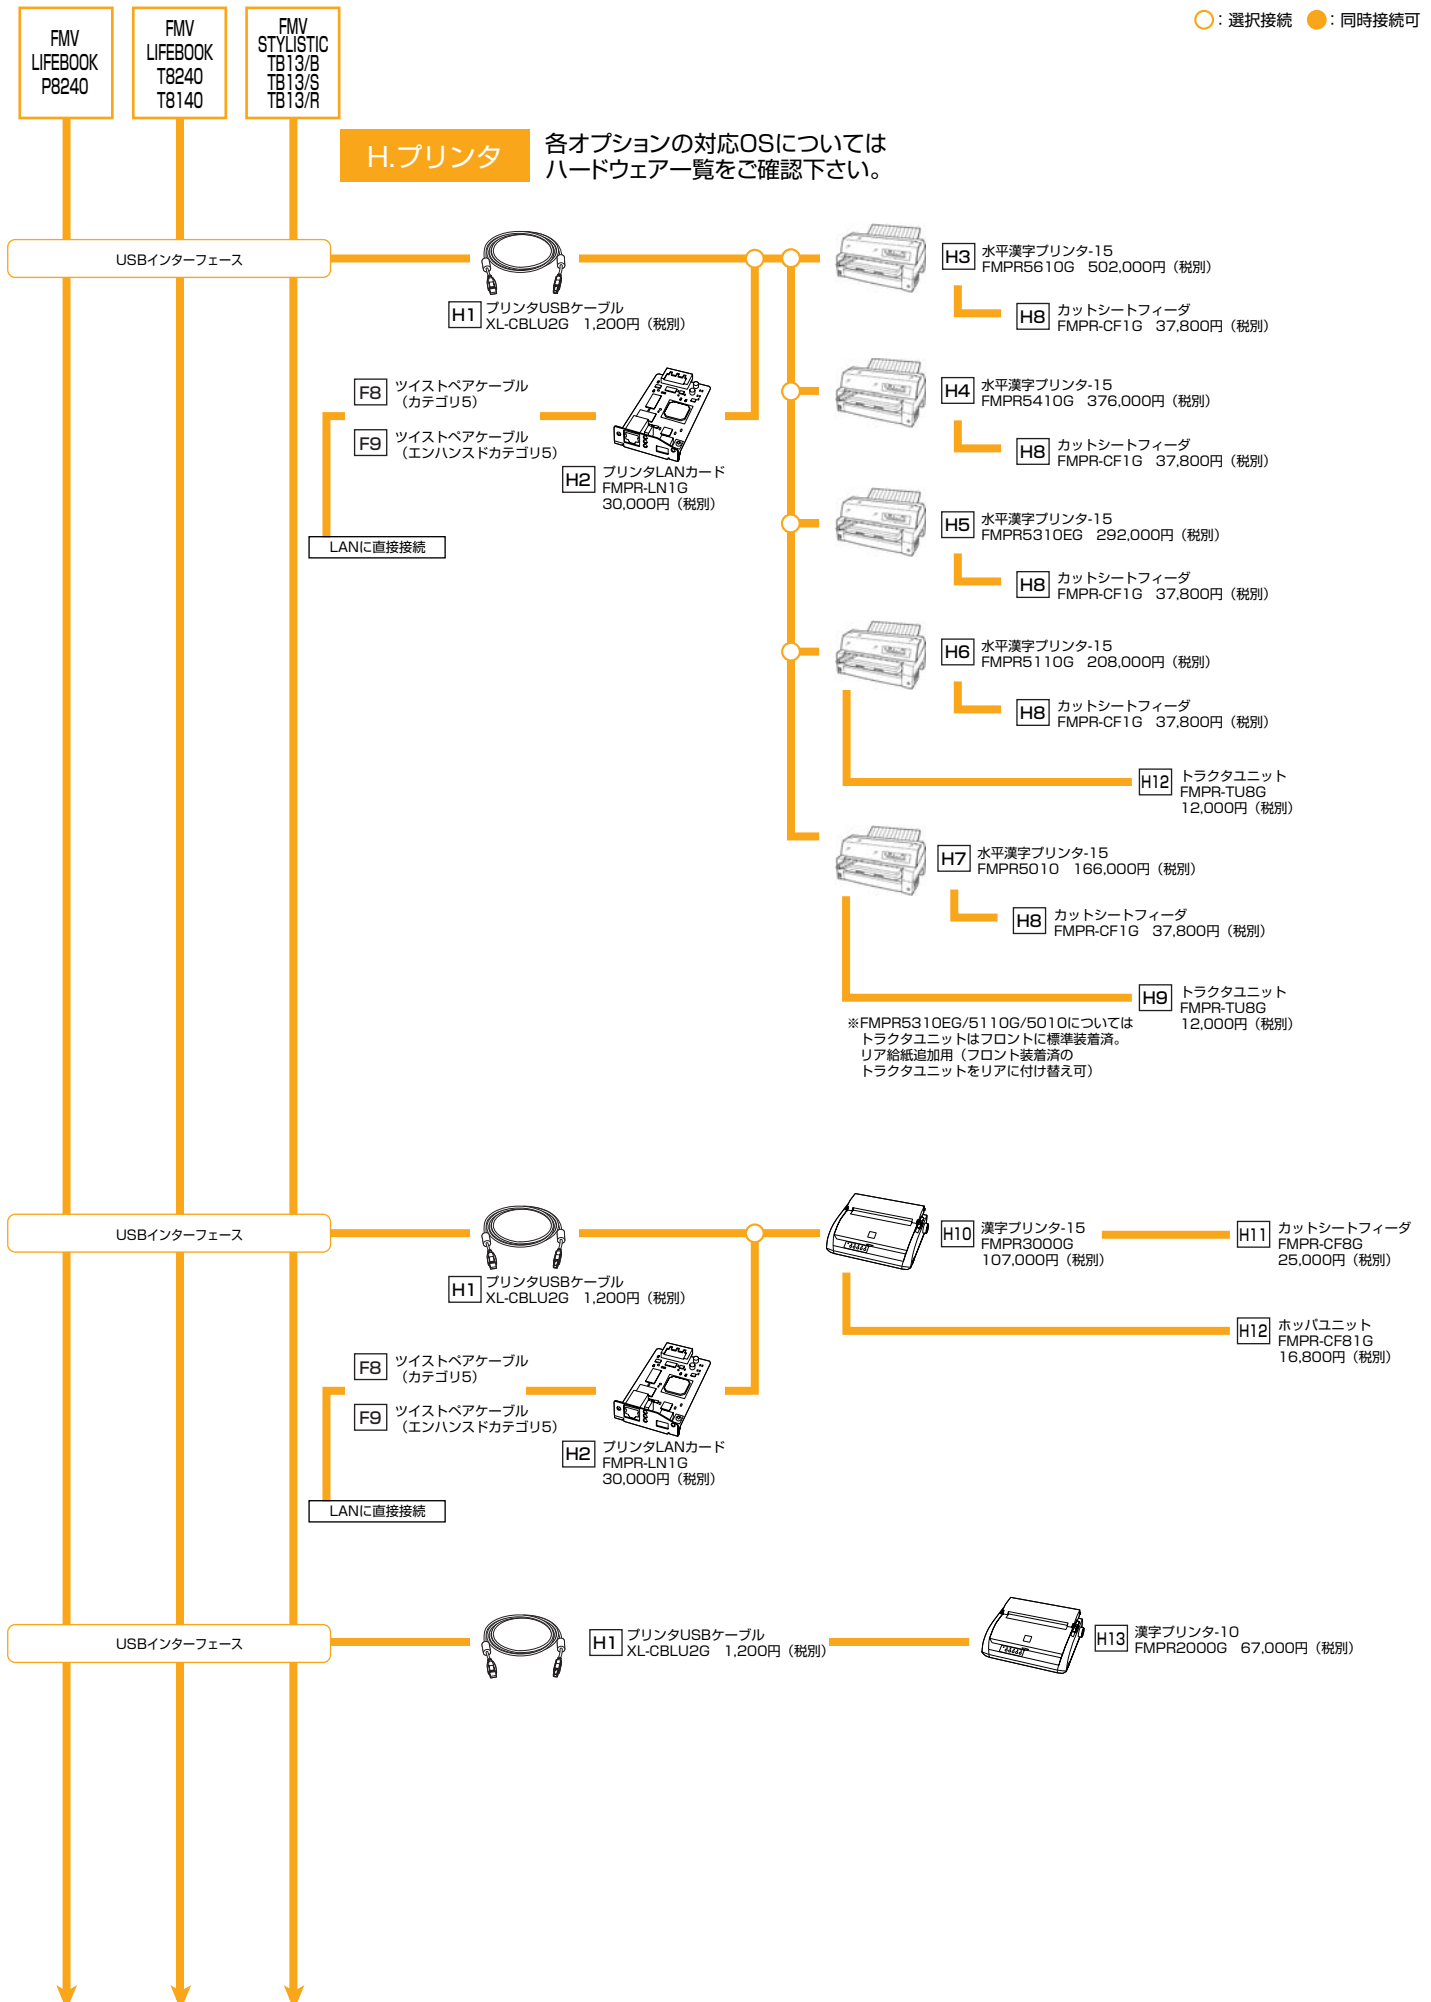 ○：選択接続　●：同時接続可
FMV
LIFEBOOK
P8240
FMV
LIFEBOOK
T8240
T8140
FMV
STYLISTIC
TB13/B
TB13/S
TB13/R
H.プリンタ
各オプションの対応OSについては
ハードウェア一覧をご確認下さい。
USBインターフェース
H1 プリンタUSBケーブル
XL-CBLU2G　1,200円（税別）
F8 ツイストペアケーブル
（カテゴリ5）
F9 ツイストペアケーブル
（エンハンスドカテゴリ5）
H2 プリンタLANカード
FMPR-LN1G
30,000円（税別）
LANに直接接続
H3 水平漢字プリンタ-15
FMPR5610G　502,000円（税別）
H8 カットシートフィーダ
FMPR-CF1G　37,800円（税別）
H4 水平漢字プリンタ-15
FMPR5410G　376,000円（税別）
H8 カットシートフィーダ
FMPR-CF1G　37,800円（税別）
H5 水平漢字プリンタ-15
FMPR5310EG　292,000円（税別）
H8 カットシートフィーダ
FMPR-CF1G　37,800円（税別）
H6 水平漢字プリンタ-15
FMPR5110G　208,000円（税別）
H8 カットシートフィーダ
FMPR-CF1G　37,800円（税別）
H12 トラクタユニット
FMPR-TU8G
12,000円（税別）
H7 水平漢字プリンタ-15
FMPR5010　166,000円（税別）
H8 カットシートフィーダ
FMPR-CF1G　37,800円（税別）
H9 トラクタユニット
FMPR-TU8G
12,000円（税別）
※FMPR5310EG/5110G/5010については
トラクタユニットはフロントに標準装着済。
リア給紙追加用（フロント装着済の
トラクタユニットをリアに付け替え可）
USBインターフェース
H1 プリンタUSBケーブル
XL-CBLU2G　1,200円（税別）
F8 ツイストペアケーブル
（カテゴリ5）
F9 ツイストペアケーブル
（エンハンスドカテゴリ5）
H2 プリンタLANカード
FMPR-LN1G
30,000円（税別）
LANに直接接続
H10 漢字プリンタ-15
FMPR3000G
107,000円（税別）
H11 カットシートフィーダ
FMPR-CF8G
25,000円（税別）
H12 ホッパユニット
FMPR-CF81G
16,800円（税別）
USBインターフェース
H1 プリンタUSBケーブル
XL-CBLU2G　1,200円（税別）
H13 漢字プリンタ-10
FMPR2000G　67,000円（税別）